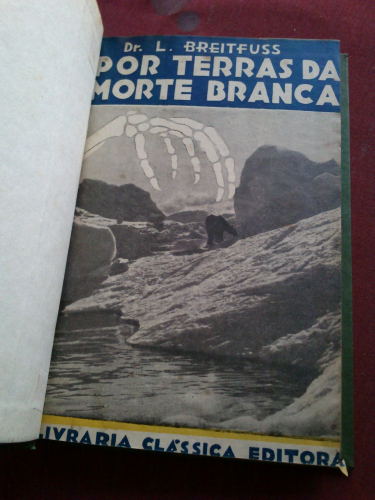 Dr. L. BREITFUSS
POR TERRAS DA
MORTE BRANCA
LIVRARIA CLÁSSICA EDITORA